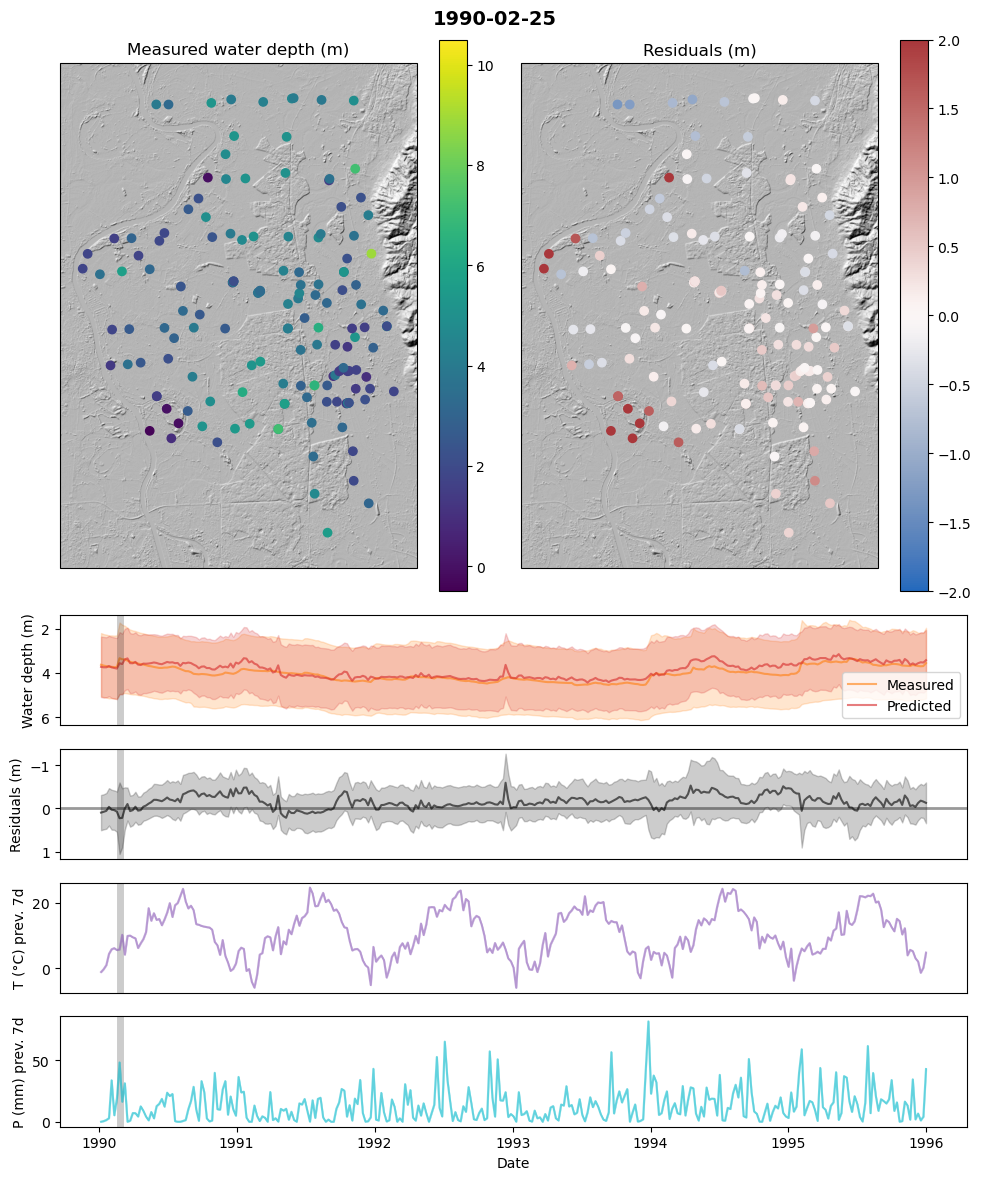 1990-02-25
Measured water depth (m)
Residuals (m)
10
8
6
4
2
0
2.0
1.5
1.0
0.5
0.0
−0.5
−1.0
−1.5
−2.0
Water depth (m)
2
4
6
Measured
Predicted
Residuals (m)
−1
0
1
T (°C) prev. 7d
20
0
P (mm) prev. 7d
50
0
1990 1991 1992 1993 1994 1995 1996
Date